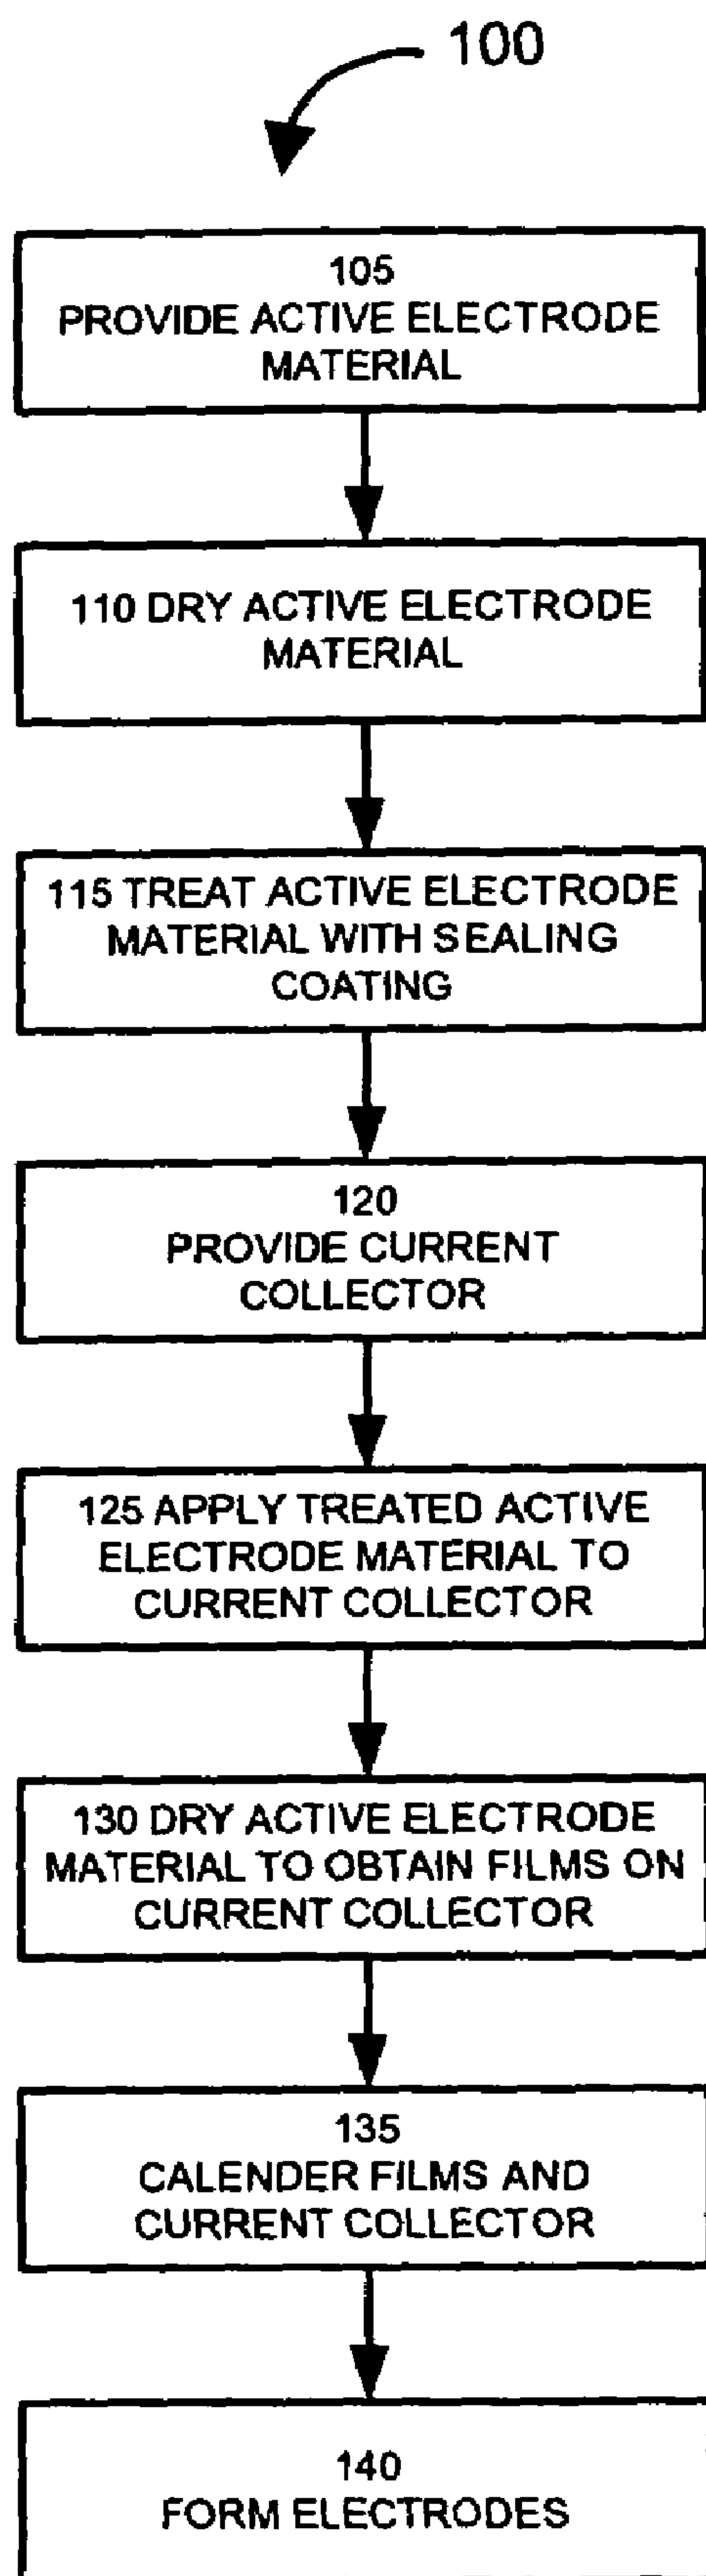 100
105
PROVIDE ACTIVE ELECTRODE
MATERIAL
110 DRY ACTIVE ELECTRODE
MATERIAL
115 TREAT ACTIVE ELECTRODE
MATERIAL WITH SEALING
COATING
120
PROVIDE CURRENT
COLLECTOR
125 APPLY TREATED ACTIVE
ELECTRODE MATERIAL TO
CURRENT COLLECTOR
130 DRY ACTIVE ELECTRODE
MATERIAL TO OBTAIN FILMS ON
CURRENT COLLECTOR
135
CALENDER FILMS AND
CURRENT COLLECTOR
140
FORM ELECTRODES